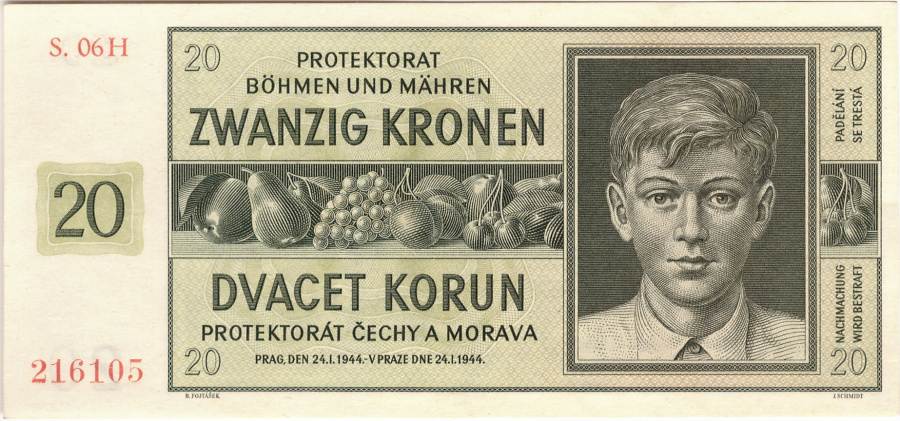 S. 06H
20
PROTEKTORAT
BÖHMEN UND MÄHREN
ZWANZIG KRONEN
20
PADĚLÁNÍ
SE TRESTÁ
20
DVACET KORUN
PROTEKTORÁT ČECHY A MORAVA
NACHMACHUNG
WIRD BESTRAFT
216105
20
PRAG, DEN 24.I.1944.-V PRAZE DNE 24.I.1944.
20
B. FOJTÁŠEK
J. SCHMIDT